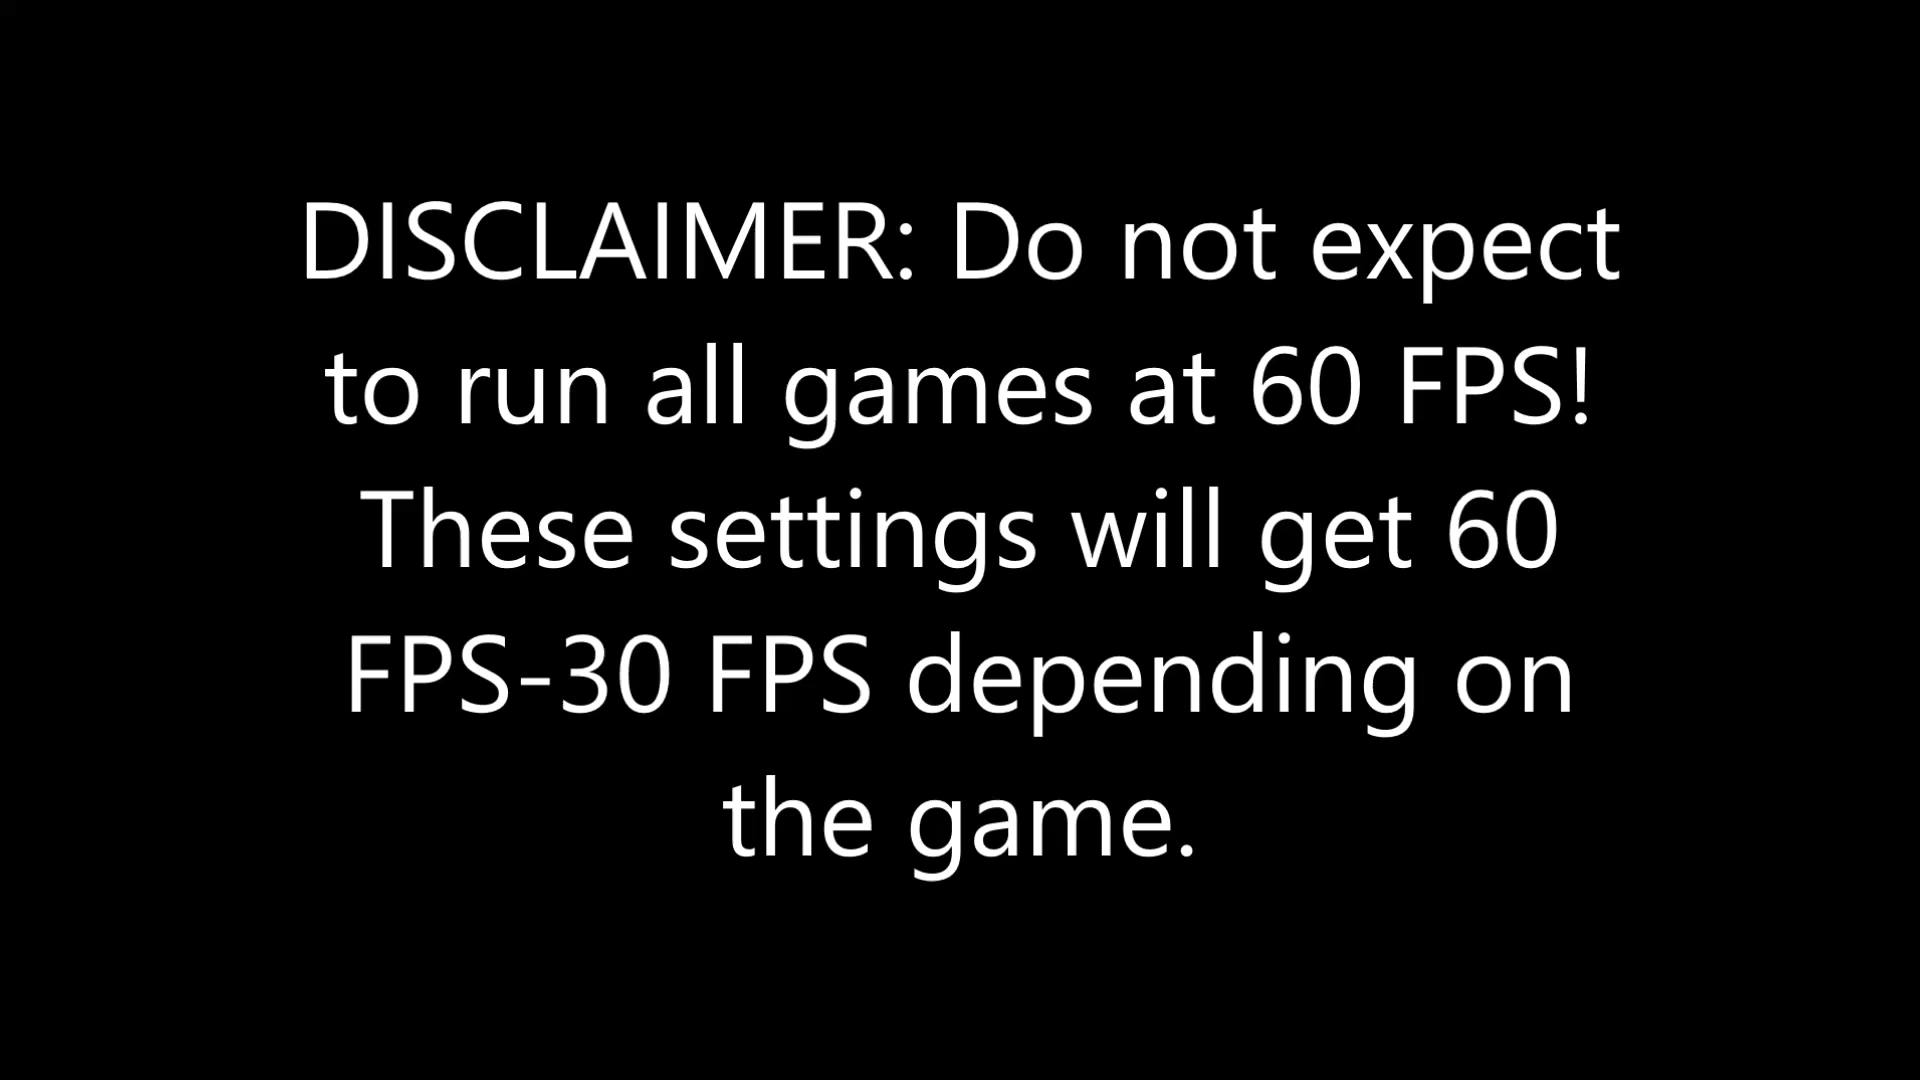 DISCLAIMER: Do not expect
to run all games at 60 FPS!
These settings will get 60
FPS-30 FPS depending on
the game.